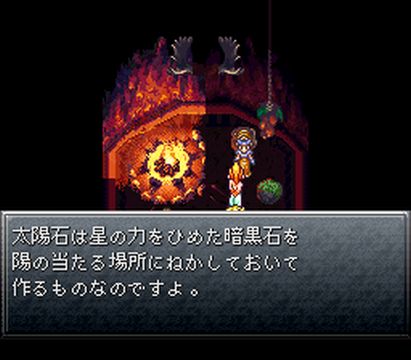 太陽石は星の力をひめた暗黒石を
陽の当たる場所にねかしておいて
作るものなのですよ。